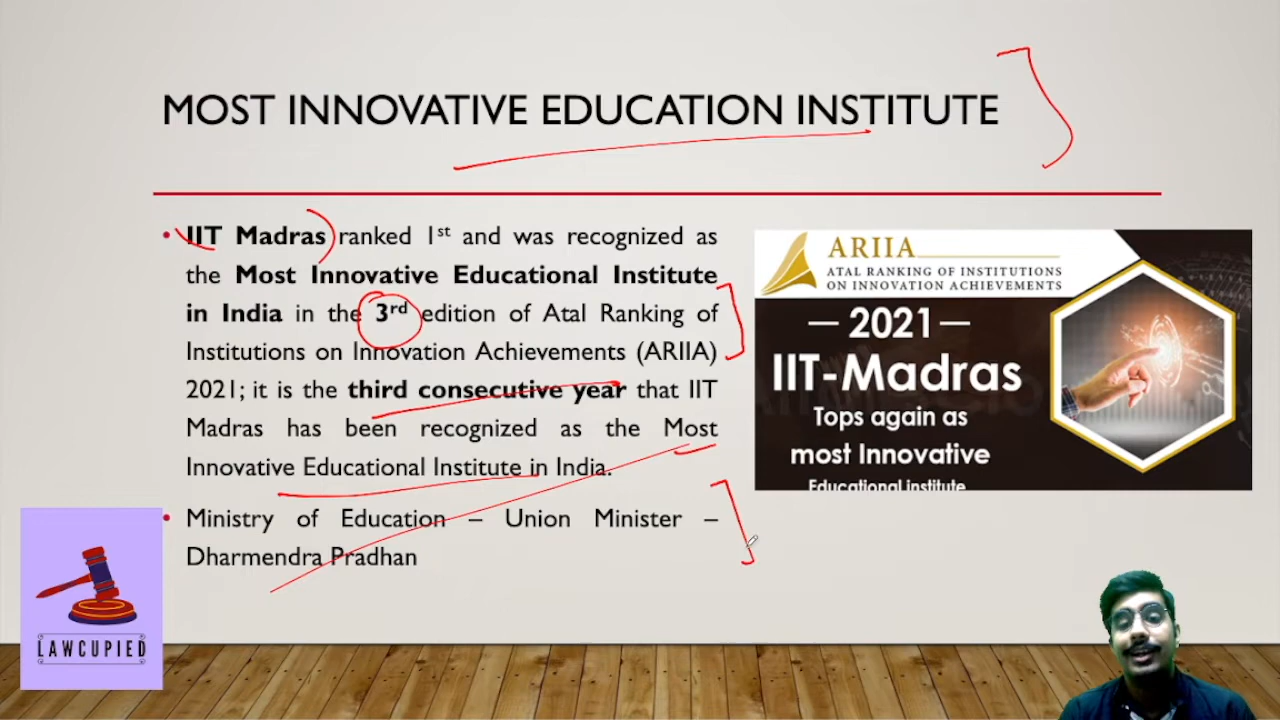 MOST INNOVATIVE EDUCATION INSTITUTE
• IIT Madras ranked 1st and was recognized as
the Most Innovative Educational Institute
in India in the 3rd edition of Atal Ranking of
Institutions on Innovation Achievements (ARIIA)
2021; it is the third consecutive year that IIT
Madras has been recognized as the Most
Innovative Educational Institute in India.
• Ministry of Education – Union Minister –
Dharmendra Pradhan
ARIIA
ATAL RANKING OF INSTITUTIONS
ON INNOVATION ACHIEVEMENTS
— 2021 —
IIT-Madras
Tops again as
most Innovative
Educational institute
LAWCUPIED